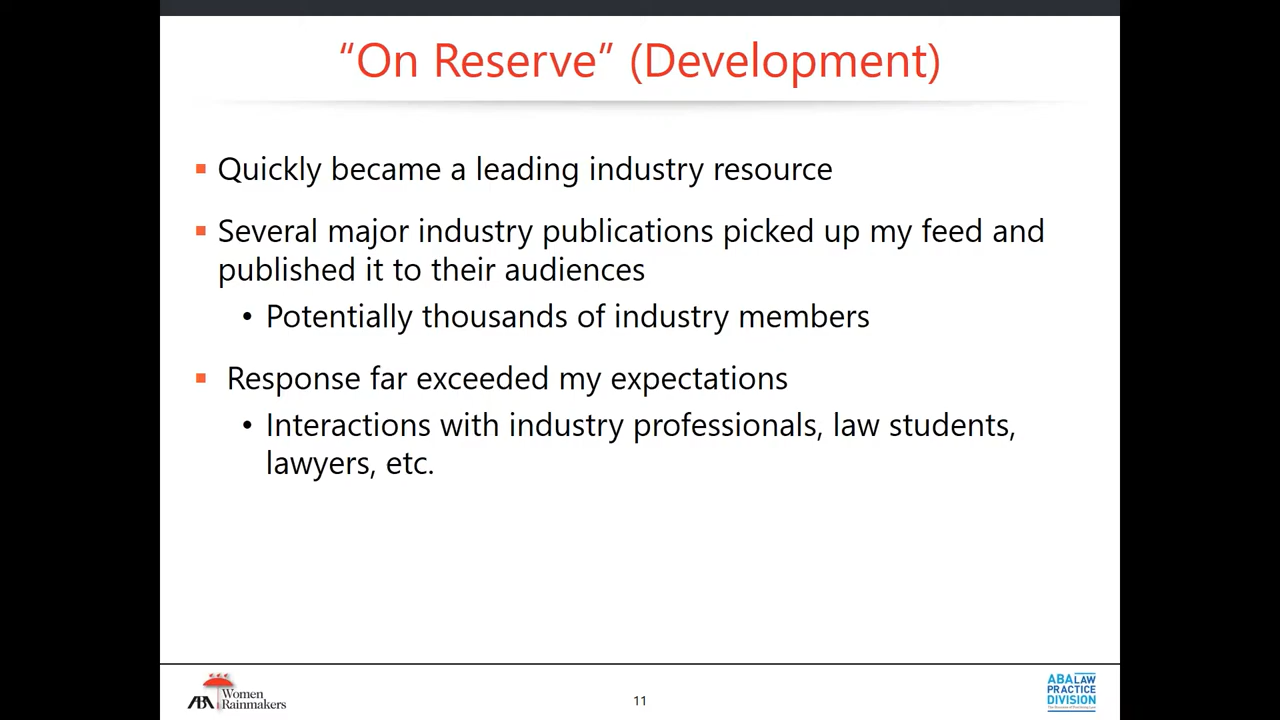 “On Reserve” (Development)
Quickly became a leading industry resource
Several major industry publications picked up my feed and
published it to their audiences
• Potentially thousands of industry members
Response far exceeded my expectations
• Interactions with industry professionals, law students,
lawyers, etc.
ABA Women
Rainmakers
11
ABA LAW
PRACTICE
DIVISION